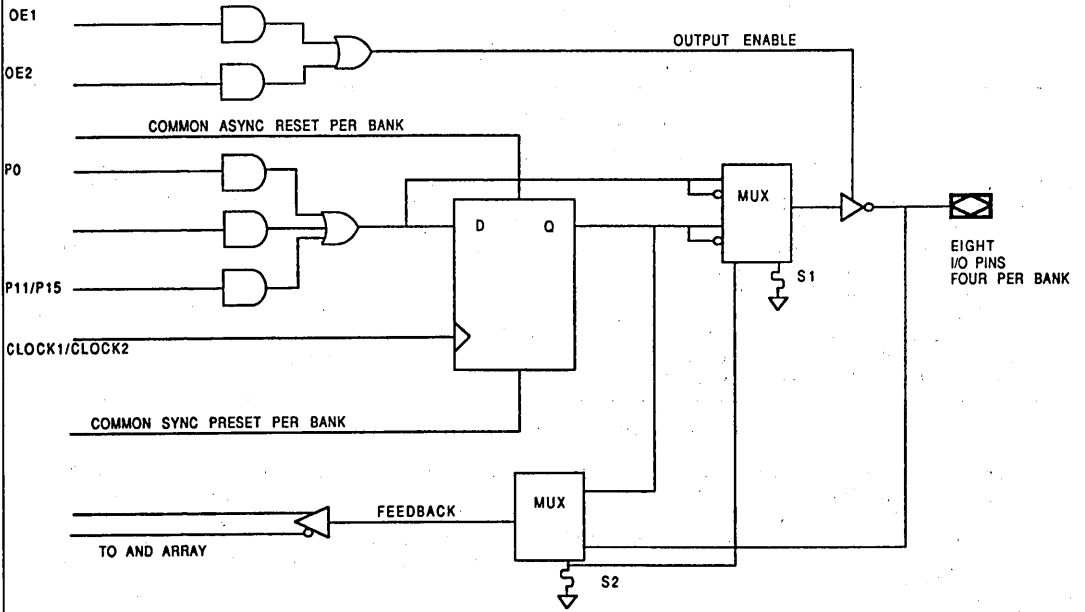 OE1
OUTPUT ENABLE
OE2
COMMON ASYNC RESET PER BANK
P0
MUX
D
Q
S1
EIGHT
I/O PINS
FOUR PER BANK
P11/P15
CLOCK1/CLOCK2
COMMON SYNC PRESET PER BANK
MUX
FEEDBACK
TO AND ARRAY
S2